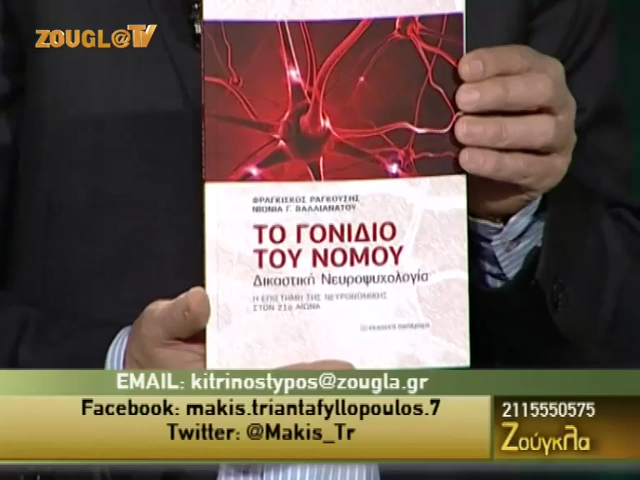 ZOUGL@TV
ΦΡΑΓΚΙΣΚΟΣ ΡΑΓΚΟΥΣΗΣ
ΝΙΟΝΙΑ Γ. ΒΑΛΛΙΑΝΑΤΟΥ
ΤΟ ΓΟΝΙΔΙΟ
ΤΟΥ ΝΟΜΟΥ
Δικαστική Νευροψυχολογία
Η ΕΠΙΣΤΗΜΗ ΤΗΣ ΝΕΥΡΟΝΟΜΙΚΗΣ
ΣΤΟΝ 21ο ΑΙΩΝΑ
ΕΚΔΟΣΕΙΣ ΠΑΠΑΖΗΣΗ
EMAIL: kitrinostypos@zougla.gr
Facebook: makis.triantafyllopoulos.7
Twitter: @Makis_Tr
2115550575
Ζούγκλα